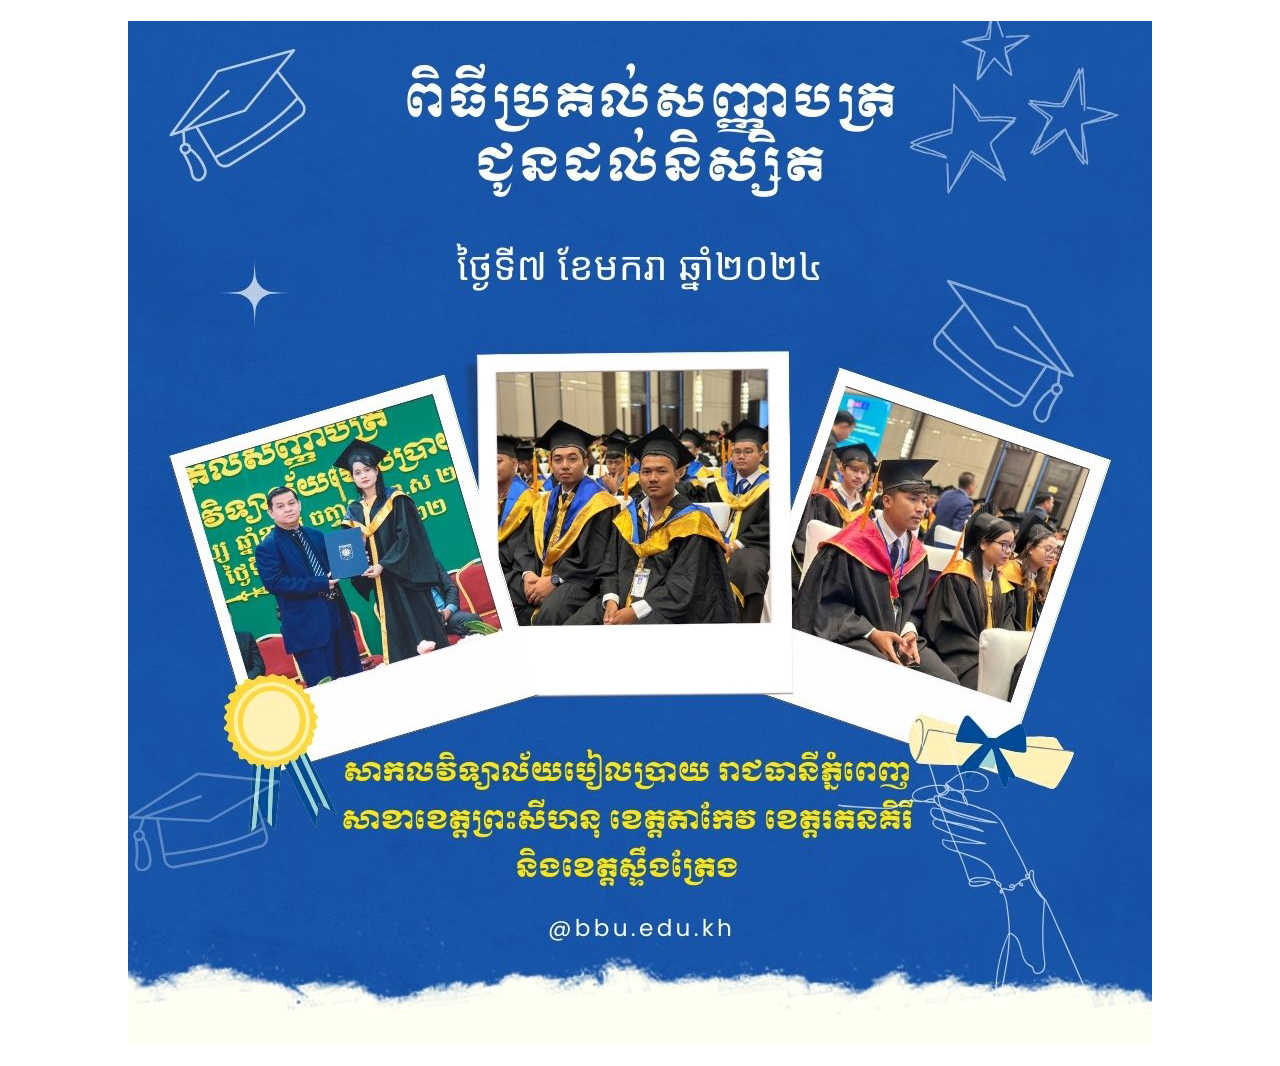 ពិធីប្រគល់សញ្ញាបត្រ
ជូនដល់និស្សិត
ថ្ងៃទី៧ ខែមករា ឆ្នាំ២០២៤
សាកលវិទ្យាល័យបៀលប្រាយ រាជធានីភ្នំពេញ
សាខាខេត្តព្រះសីហនុ ខេត្តតាកែវ ខេត្តរតនគិរី
និងខេត្តស្ទឹងត្រែង
@bbu.edu.kh